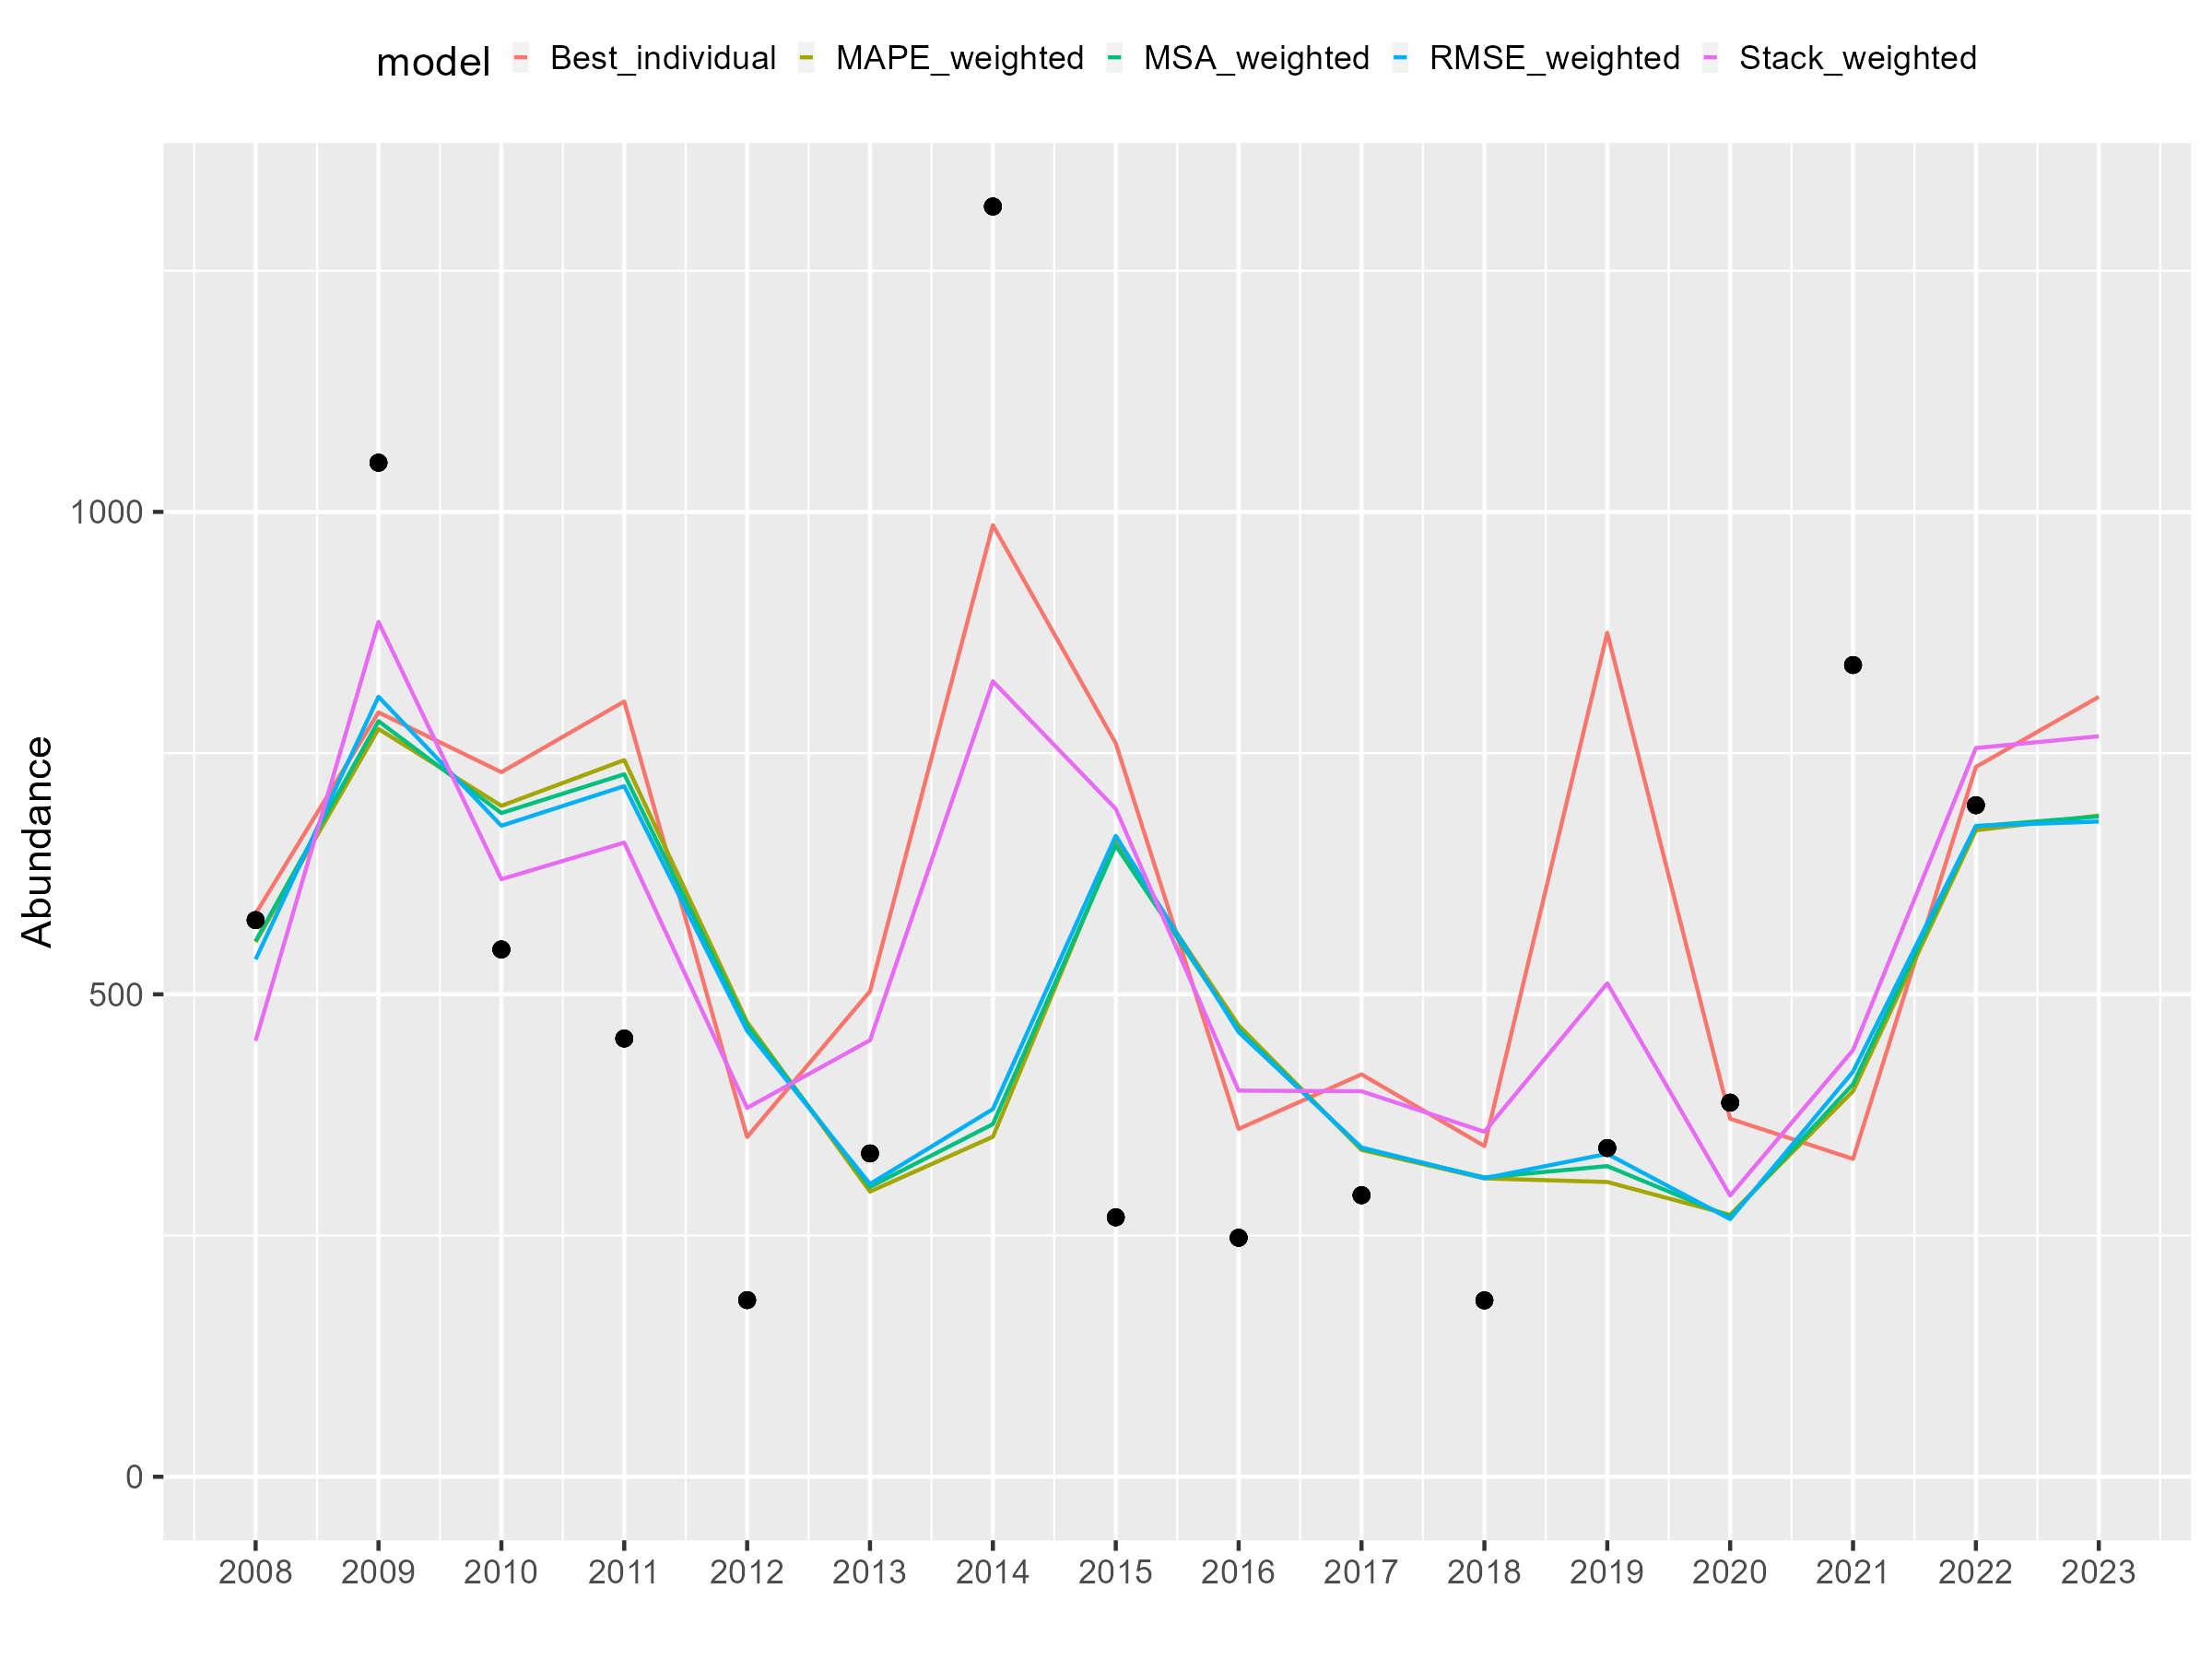 model Best_individual MAPE_weighted MSA_weighted RMSE_weighted Stack_weighted
Abundance
1000
500
0
2008 2009 2010 2011 2012 2013 2014 2015 2016 2017 2018 2019 2020 2021 2022 2023